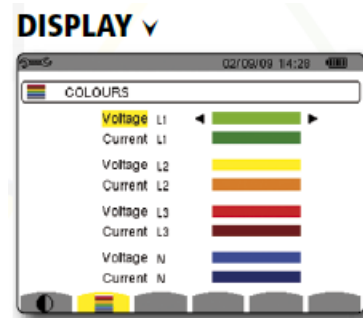 DISPLAY
02/09/09 14:28
COLOURS
Voltage L1
Current L1
Voltage L2
Current L2
Voltage L3
Current L3
Voltage N
Current N